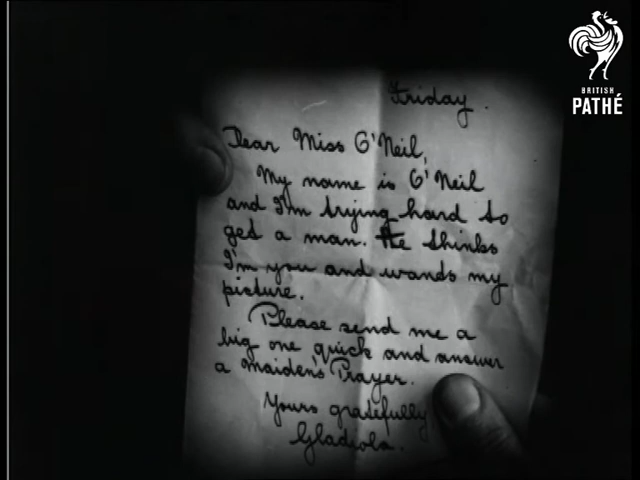 BRITISH
PATHÉ
Friday.
Dear Miss O'Neil,
My name is O'Neil
and I'm trying hard to
get a man. He thinks
I'm you and wants my
picture.
Please send me a
big one quick and answer
a maiden's Prayer.
Yours gratefully
Gladiola.